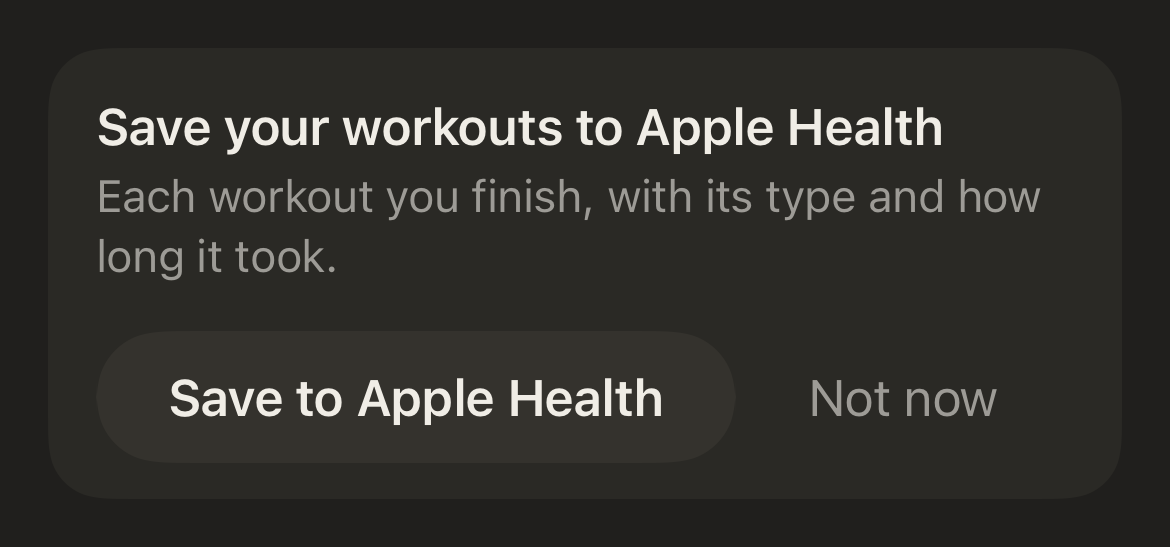 Save your workouts to Apple Health
Each workout you finish, with its type and how
long it took.
Save to Apple Health
Not now